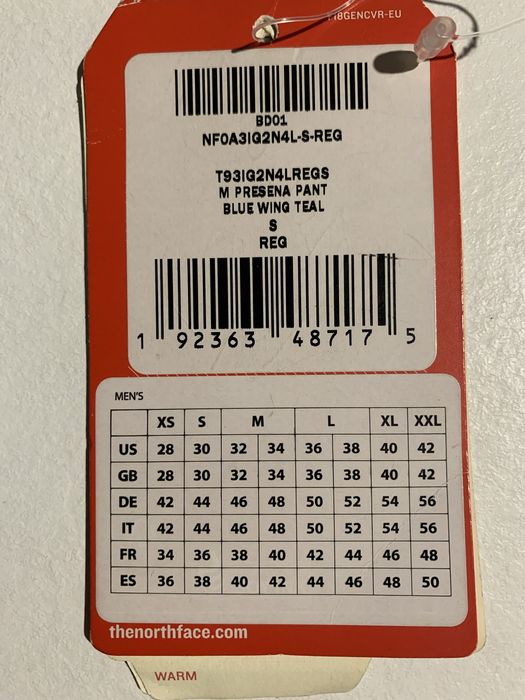 18GENCVR-EU
BD01
NF0A3IG2N4L-S-REG
T93IG2N4LREGS
M PRESENA PANT
BLUE WING TEAL
S
REG
1 92363 48717 5
MEN'S
XS S M L XL XXL
US 28 30 32 34 36 38 40 42
GB 28 30 32 34 36 38 40 42
DE 42 44 46 48 50 52 54 56
IT 42 44 46 48 50 52 54 56
FR 34 36 38 40 42 44 46 48
ES 36 38 40 42 44 46 48 50
thenorthface.com
WARM